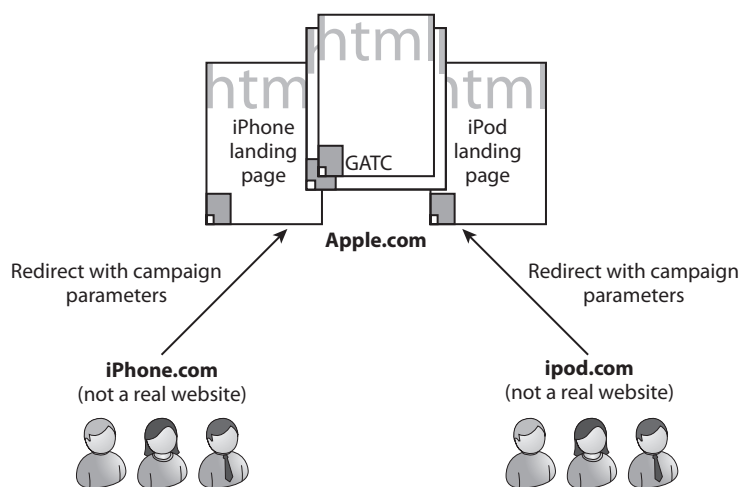 html
html
html
iPhone
landing
page
GATC
iPod
landing
page
Apple.com
Redirect with campaign
parameters
Redirect with campaign
parameters
iPhone.com
(not a real website)
ipod.com
(not a real website)